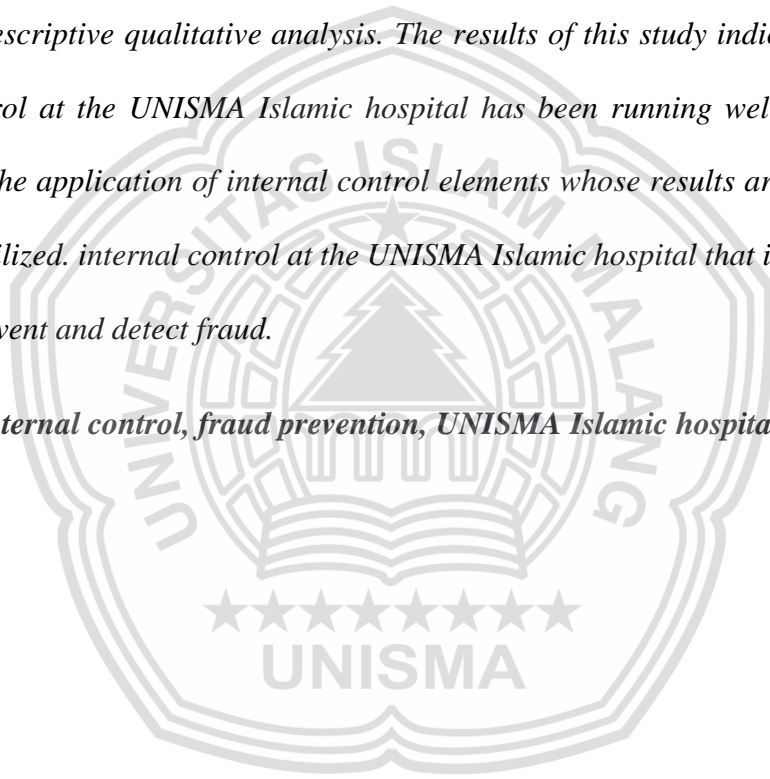 escriptive qualitative analysis. The results of this study indic
rol at the UNISMA Islamic hospital has been running wel
he application of internal control elements whose results ar
ilized. internal control at the UNISMA Islamic hospital that i
vent and detect fraud.
nternal control, fraud prevention, UNISMA Islamic hospita
UNIVERSITAS ISLAM MALANG
UNISMA